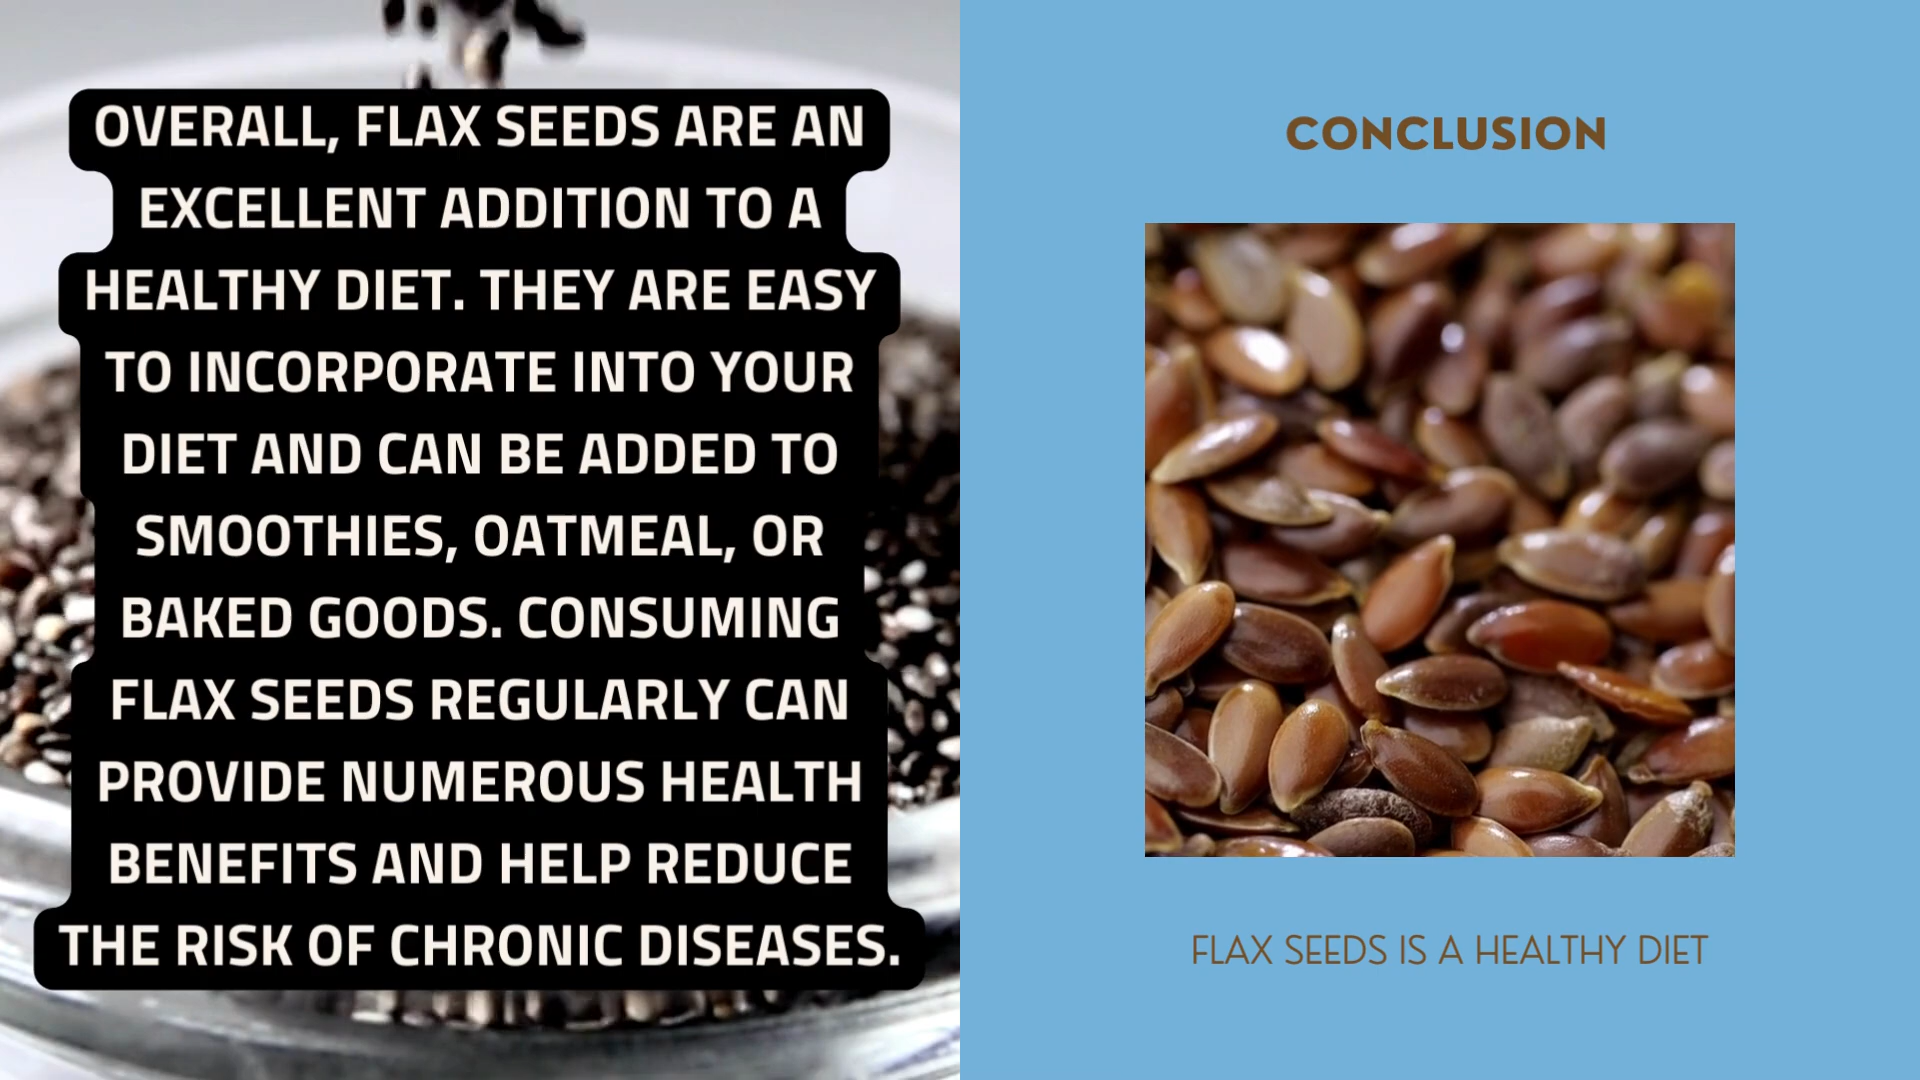 OVERALL, FLAX SEEDS ARE AN
EXCELLENT ADDITION TO A
HEALTHY DIET. THEY ARE EASY
TO INCORPORATE INTO YOUR
DIET AND CAN BE ADDED TO
SMOOTHIES, OATMEAL, OR
BAKED GOODS. CONSUMING
FLAX SEEDS REGULARLY CAN
PROVIDE NUMEROUS HEALTH
BENEFITS AND HELP REDUCE
THE RISK OF CHRONIC DISEASES.
CONCLUSION
FLAX SEEDS IS A HEALTHY DIET